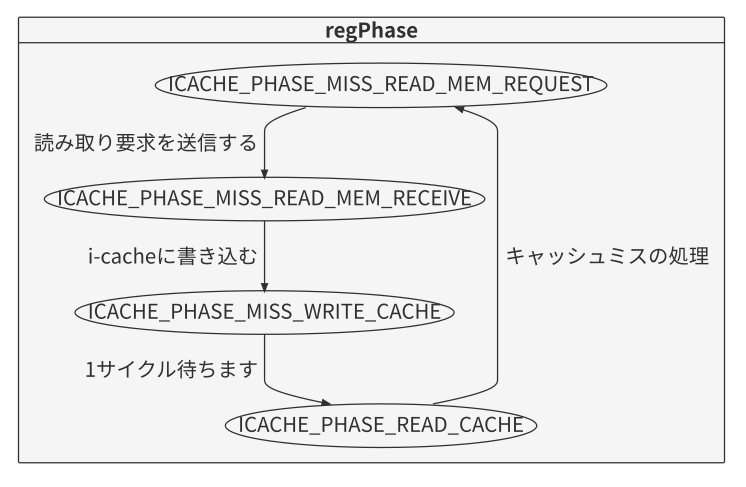 regPhase
ICACHE_PHASE_MISS_READ_MEM_REQUEST
読み取り要求を送信する
ICACHE_PHASE_MISS_READ_MEM_RECEIVE
i-cacheに書き込む
キャッシュミスの処理
ICACHE_PHASE_MISS_WRITE_CACHE
1サイクル待ちます
ICACHE_PHASE_READ_CACHE